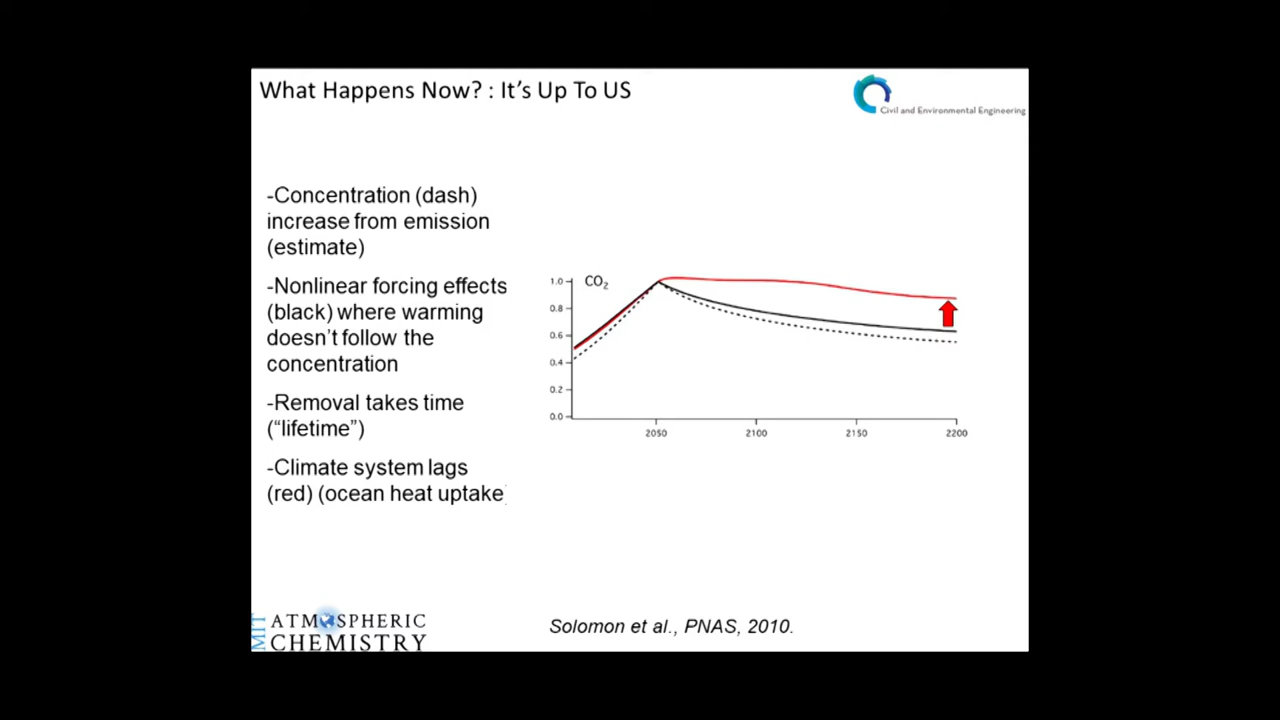 What Happens Now? : It's Up To US
Civil and Environmental Engineering
-Concentration (dash)
increase from emission
(estimate)
-Nonlinear forcing effects
(black) where warming
doesn't follow the
concentration
-Removal takes time
("lifetime")
-Climate system lags
(red) (ocean heat uptake)
CO₂
1.0
0.8
0.6
0.4
0.2
0.0
2050 2100 2150 2200
MIT
ATMOSPHERIC
CHEMISTRY
Solomon et al., PNAS, 2010.